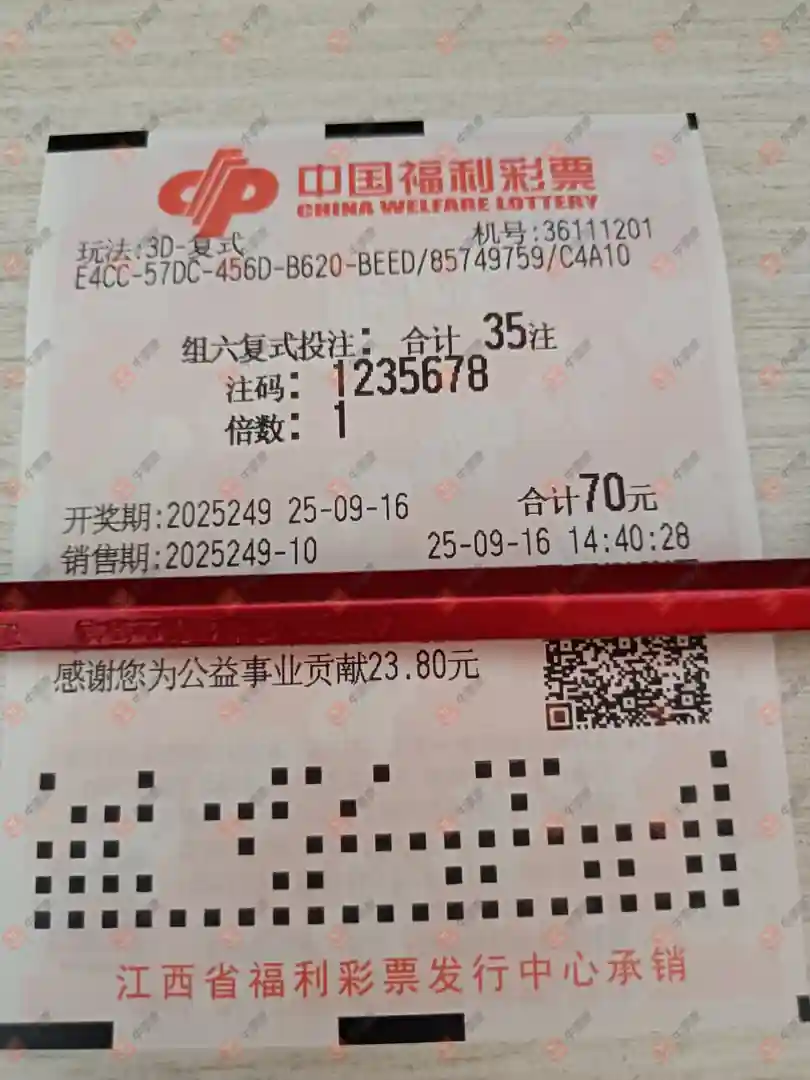 中国福利彩票
CHINA WELFARE LOTTERY
玩法:3D-复式 机号:36111201
E4CC-57DC-456D-B620-BEED/85749759/C4A10
组六复式投注: 合计 35注
注码: 1235678
倍数: 1
开奖期:2025249 25-09-16 合计70元
销售期:2025249-10 25-09-16 14:40:28
感谢您为公益事业贡献23.80元
江西省福利彩票发行中心承销